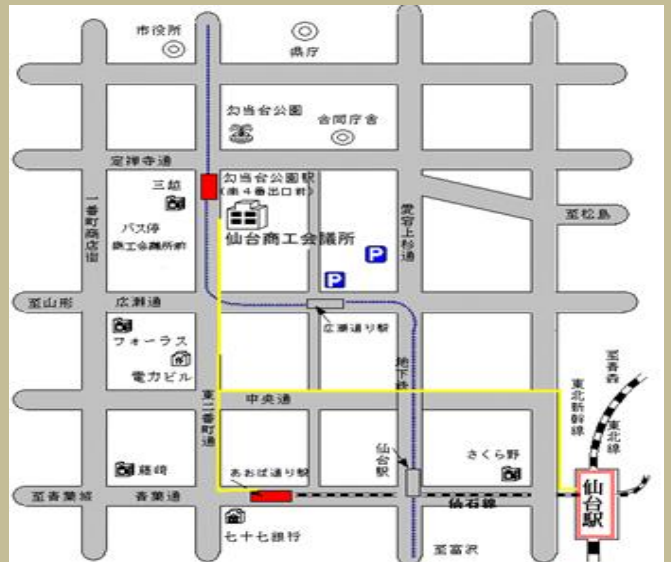 市役所
県庁
勾当台公園
合同庁舎
定禅寺通
三越
勾当台公園駅
(南4番出口前)
一番町商店街
バス停
商工会議所前
仙台商工会議所
愛宕上杉通
至松島
P
P
至山形
広瀬通
広瀬通り駅
フォーラス
電力ビル
地下鉄
至青森
東北新幹線
東北線
東二番町通
中央通
藤崎
あおば通り駅
仙台駅
さくら野
至青葉城
青葉通
仙石線
仙台駅
七十七銀行
至富沢